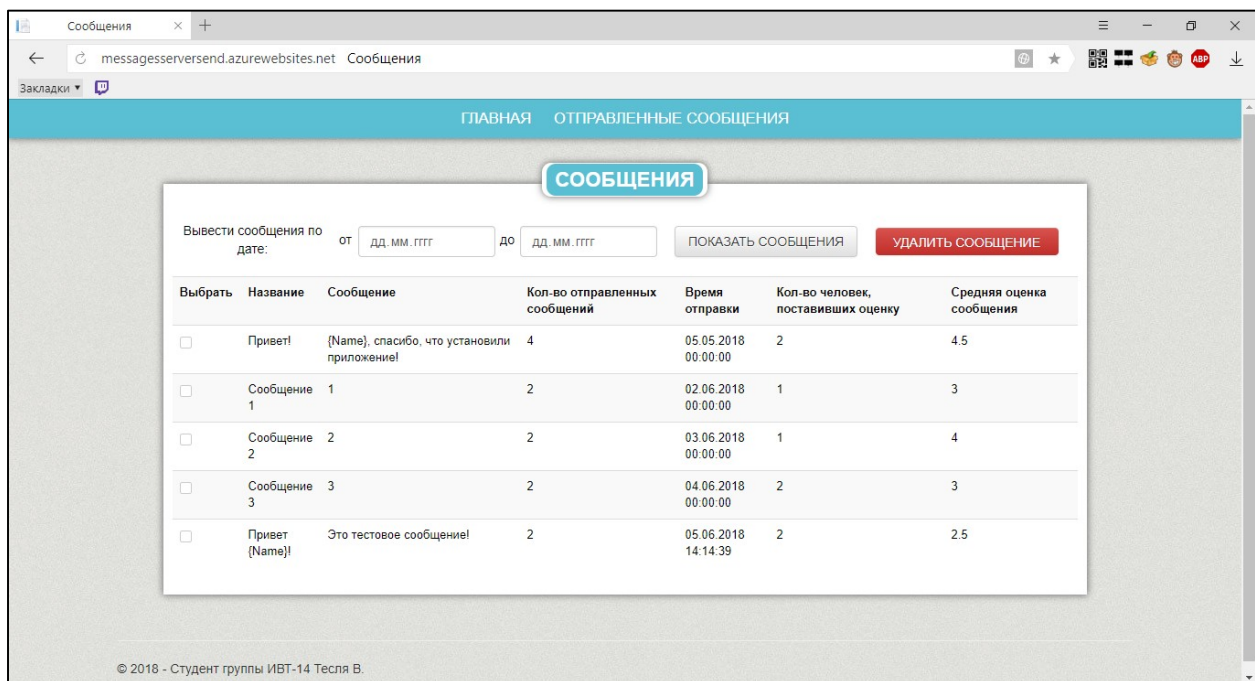 Сообщения
messagesserversend.azurewebsites.net Сообщения
ABP
Закладки
ГЛАВНАЯ ОТПРАВЛЕННЫЕ СООБЩЕНИЯ
СООБЩЕНИЯ
Вывести сообщения по
дате:
от дд.мм.гггг до дд.мм.гггг ПОКАЗАТЬ СООБЩЕНИЯ УДАЛИТЬ СООБЩЕНИЕ
Выбрать Название Сообщение Кол-во отправленных Время Кол-во человек, Средняя оценка
сообщений отправки поставивших оценку сообщения
Привет! {Name}, спасибо, что установили 4 05.05.2018 2 4.5
приложение! 00:00:00
Сообщение 1 2 02.06.2018 1 3
1 00:00:00
Сообщение 2 2 03.06.2018 1 4
2 00:00:00
Сообщение 3 2 04.06.2018 2 3
3 00:00:00
Привет Это тестовое сообщение! 2 05.06.2018 2 2.5
{Name}! 14:14:39
© 2018 - Студент группы ИВТ-14 Тесля В.